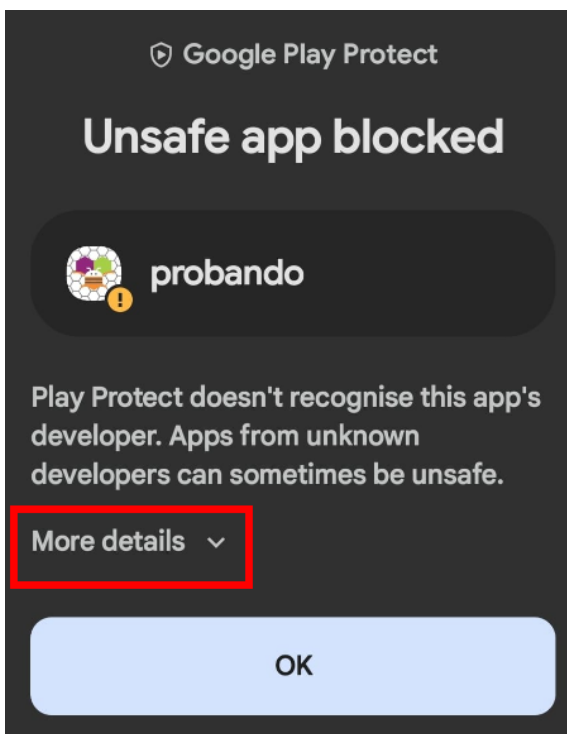 Google Play Protect
Unsafe app blocked
probando
Play Protect doesn't recognise this app's
developer. Apps from unknown
developers can sometimes be unsafe.
More details
OK